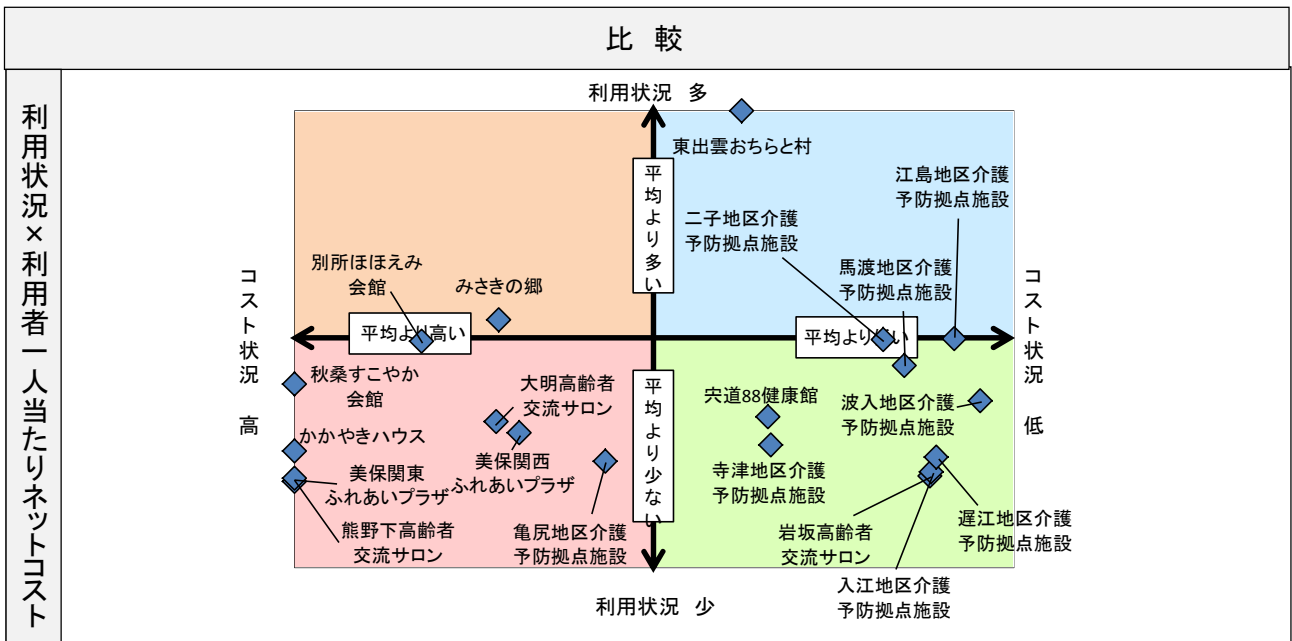 比 較
利用状況×利用者一人当たりネットコスト
利用状況 多
東出雲おちらと村
平均より多い
江島地区介護
予防拠点施設
二子地区介護
予防拠点施設
馬渡地区介護
予防拠点施設
別所ほほえみ
会館
みさきの郷
コスト状況 高
平均より高い
平均より い
コスト状況 低
秋桑すこやか
会館
大明高齢者
交流サロン
平均より少ない
宍道88健康館
波入地区介護
予防拠点施設
かかやきハウス
美保関西
ふれあいプラザ
美保関東
ふれあいプラザ
寺津地区介護
予防拠点施設
熊野下高齢者
交流サロン
亀尻地区介護
予防拠点施設
岩坂高齢者
交流サロン
遅江地区介護
予防拠点施設
入江地区介護
予防拠点施設
利用状況 少